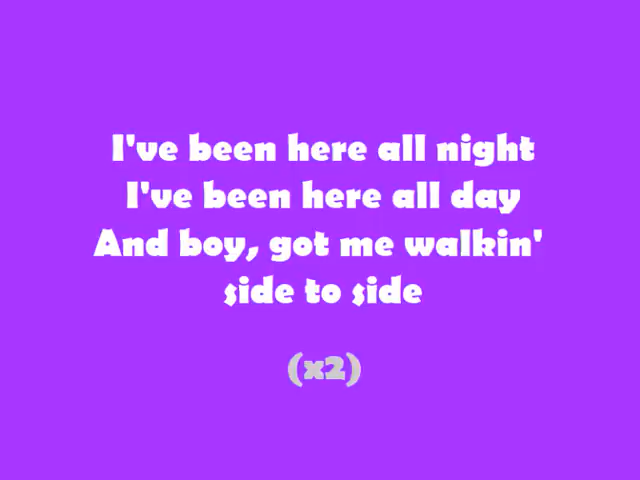 I've been here all night
I've been here all day
And boy, got me walkin'
side to side
(x2)